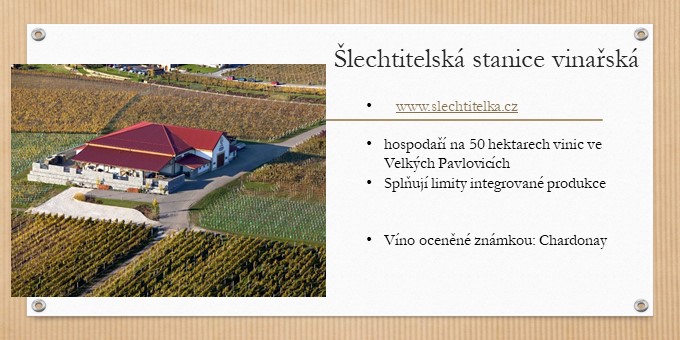 Šlechtitelská stanice vinařská
• www.slechtitelka.cz
• hospodaří na 50 hektarech vinic ve
Velkých Pavlovicích
• Splňují limity integrované produkce
• Víno oceněné známkou: Chardonay